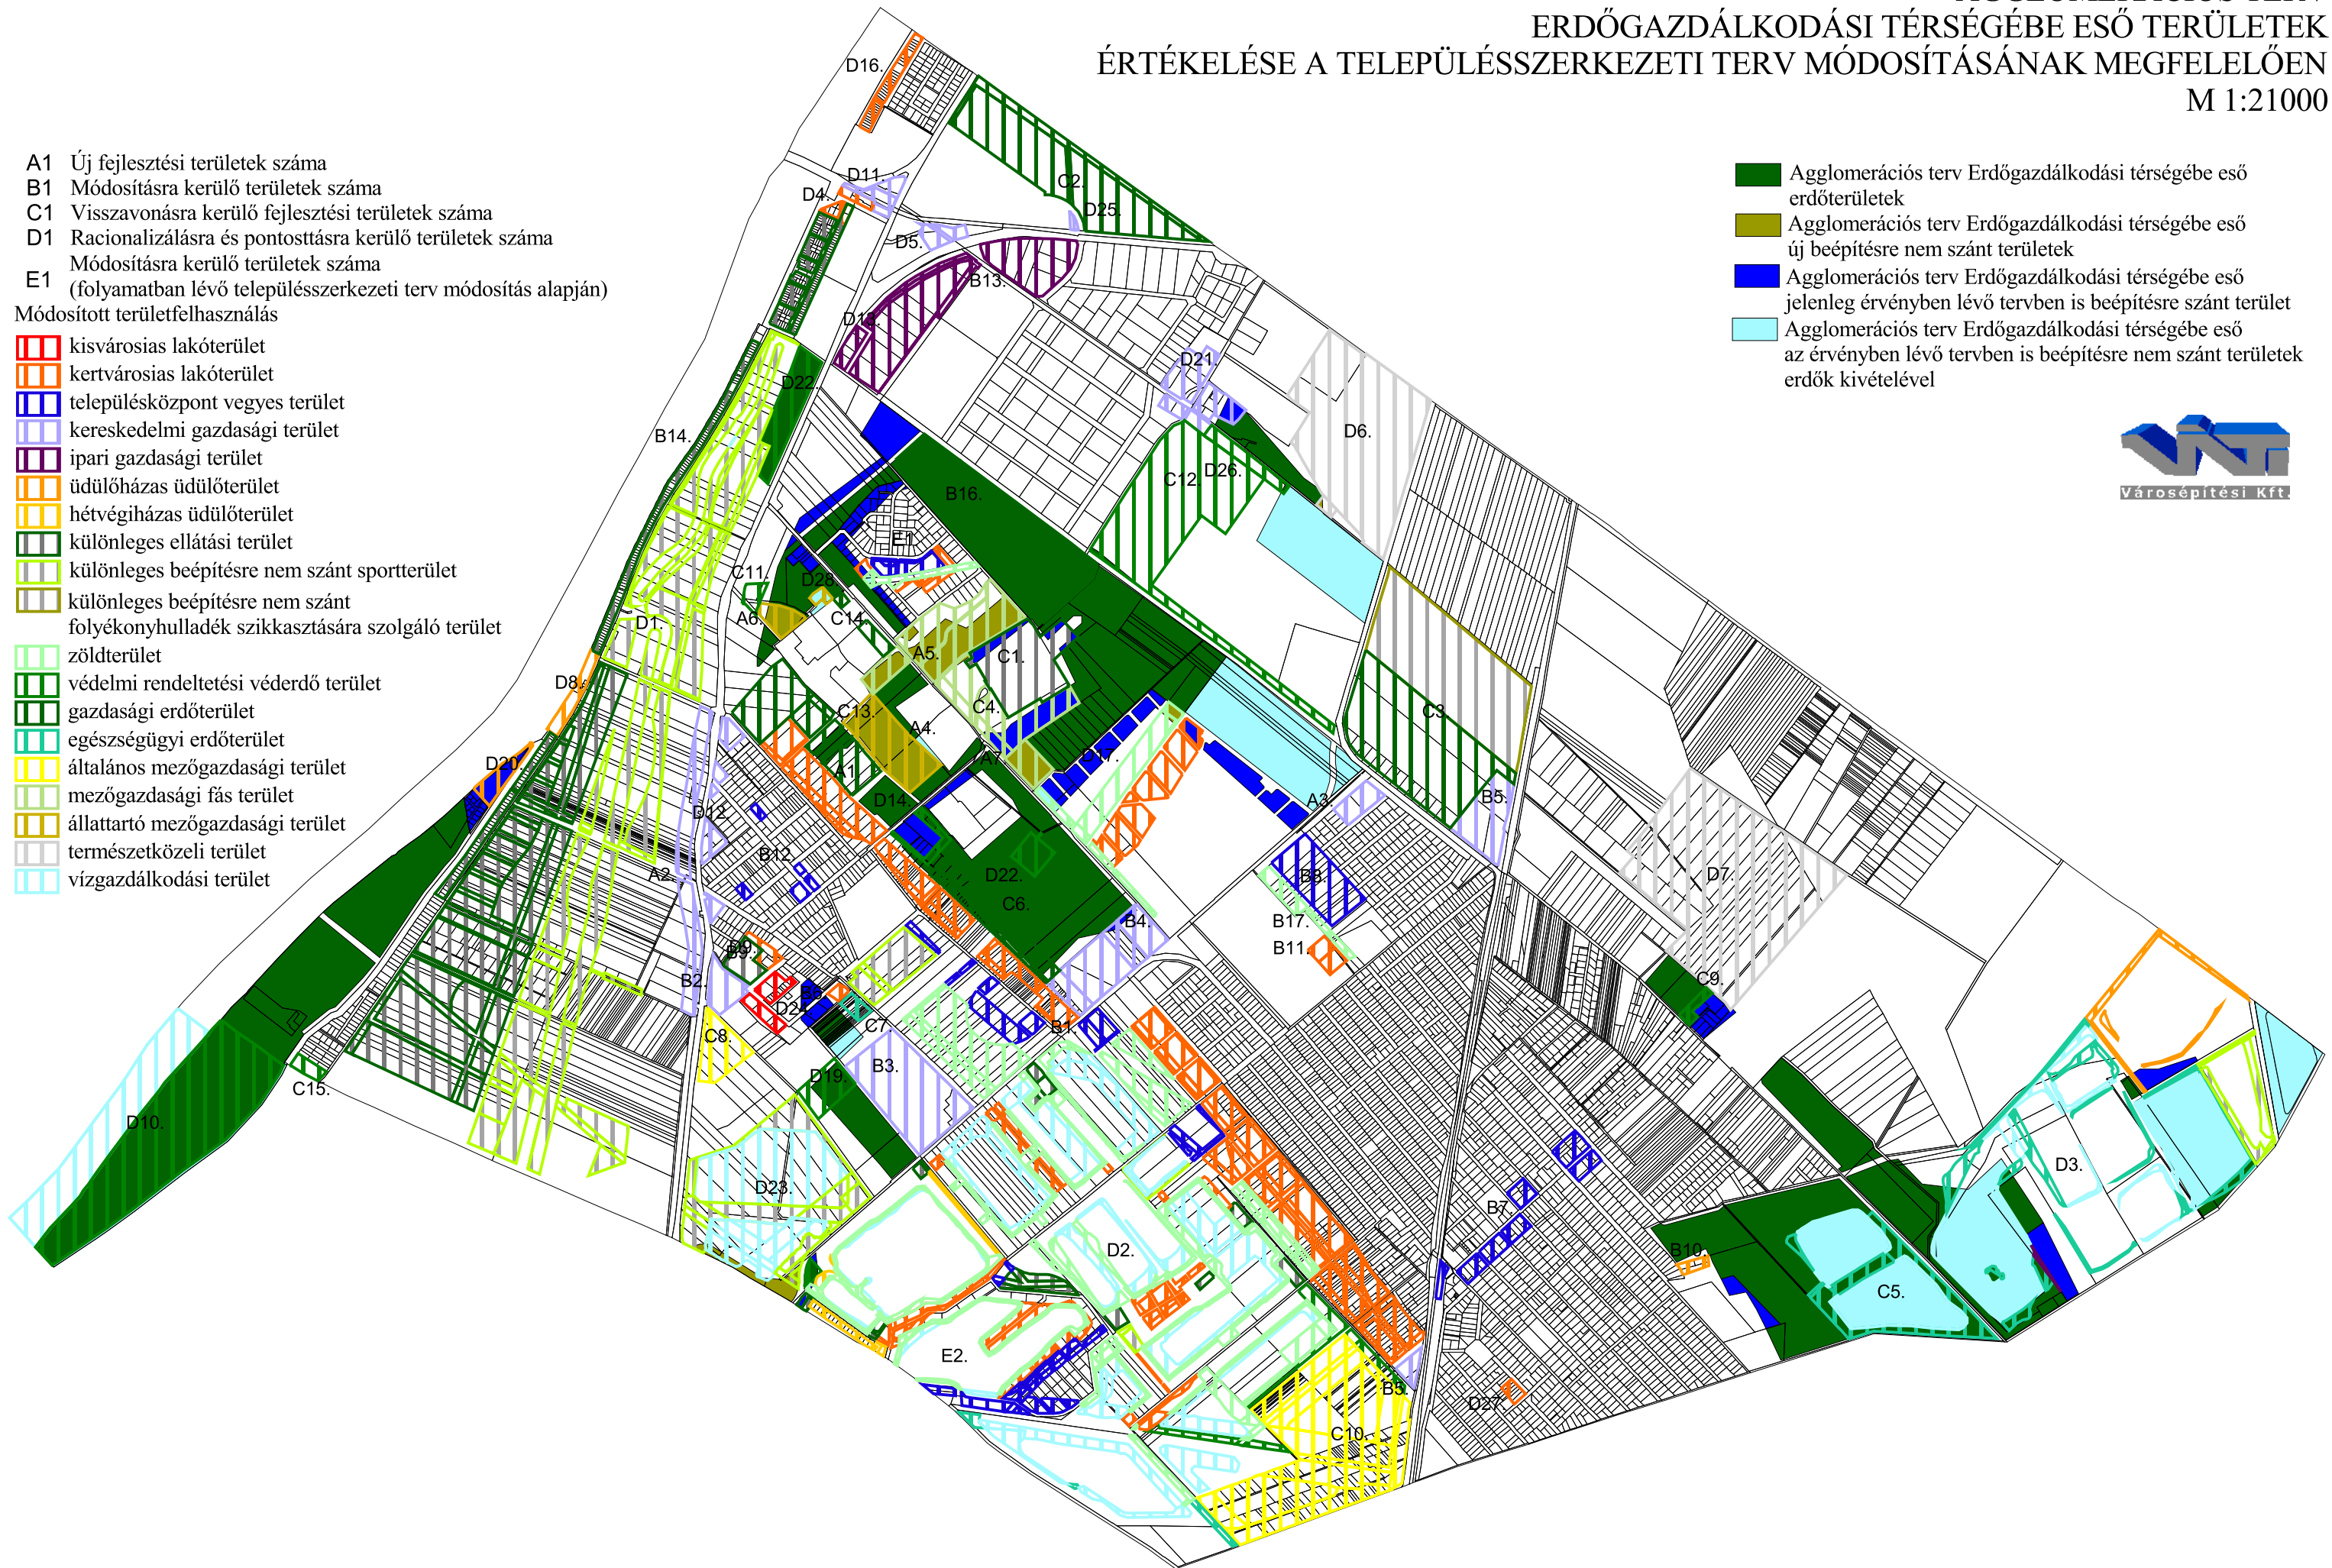 ERDŐGAZDÁLKODÁSI TÉRSÉGÉBE ESŐ TERÜLETEK
ÉRTÉKELÉSE A TELEPÜLÉSSZERKEZETI TERV MÓDOSÍTÁSÁNAK MEGFELELŐEN
M 1:21000
A1 Új fejlesztési területek száma
B1 Módosításra kerülő területek száma
C1 Visszavonásra kerülő fejlesztési területek száma
D1 Racionalizálásra és pontosttásra kerülő területek száma
Módosításra kerülő területek száma
E1 (folyamatban lévő településszerkezeti terv módosítás alapján)
Módosított területfelhasználás
kisvárosias lakóterület
kertvárosias lakóterület
településközpont vegyes terület
kereskedelmi gazdasági terület
ipari gazdasági terület
üdülőházas üdülőterület
hétvégiházas üdülőterület
különleges ellátási terület
különleges beépítésre nem szánt sportterület
különleges beépítésre nem szánt
folyékonyhulladék szikkasztására szolgáló terület
zöldterület
védelmi rendeltetési véderdő terület
gazdasági erdőterület
egészségügyi erdőterület
általános mezőgazdasági terület
mezőgazdasági fás terület
állattartó mezőgazdasági terület
természetközeli terület
vízgazdálkodási terület
Agglomerációs terv Erdőgazdálkodási térségébe eső
erdőterületek
Agglomerációs terv Erdőgazdálkodási térségébe eső
új beépítésre nem szánt területek
Agglomerációs terv Erdőgazdálkodási térségébe eső
jelenleg érvényben lévő tervben is beépítésre szánt terület
Agglomerációs terv Erdőgazdálkodási térségébe eső
az érvényben lévő tervben is beépítésre nem szánt területek
erdők kivételével
Városépítési Kft.
D16.
D11.
D4.
C2.
D25.
D5.
B13.
D13.
D21.
D22.
B14.
D6.
B16.
C12.
D26.
E1.
C11.
D28.
A6.
C14.
D1.
A5.
C1.
D8.
C13.
C4.
C3.
A4.
D20.
A7.
D17.
A1.
D14.
A3.
B5.
D12.
B12.
A2.
D22.
C6.
B8.
D7.
B17.
B4.
B11.
D9.
B9.
B2.
C9.
B6.
D24.
C7.
C8.
B1.
B3.
D19.
C15.
D10.
D3.
D23.
B7.
D2.
B10.
C5.
E2.
B5.
D27.
C10.